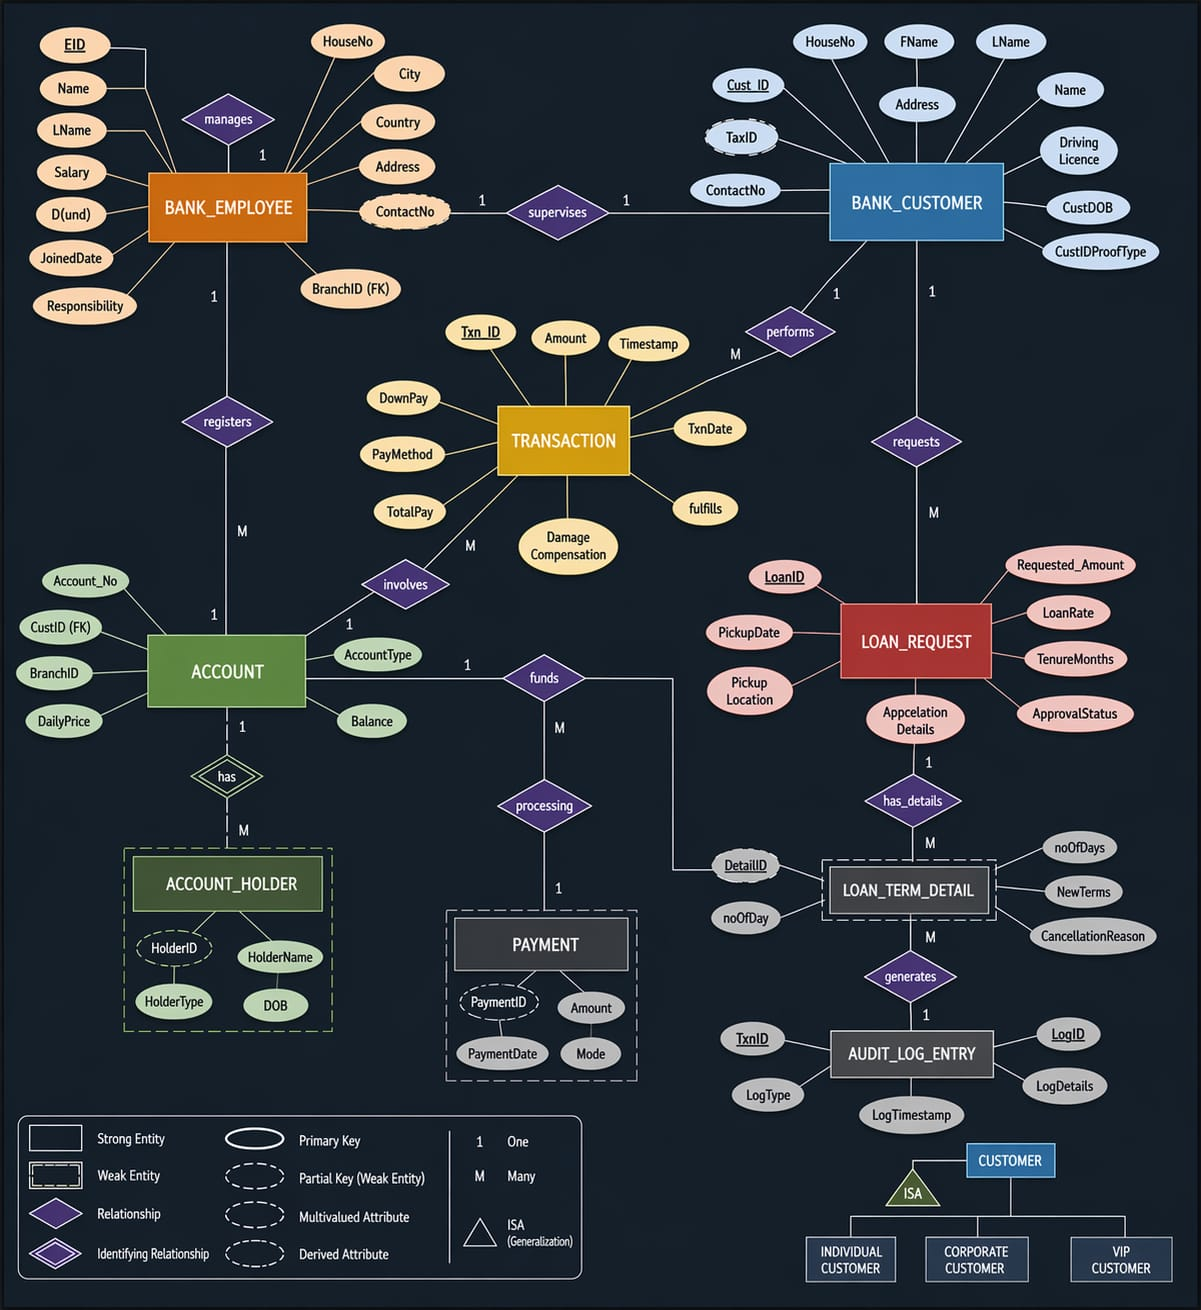 EID
HouseNo
HouseNo
FName
LName
City
Name
Cust_ID
Name
Address
manages
Country
LName
TaxID
Driving
Licence
1
Address
Salary
BANK_EMPLOYEE
ContactNo
BANK_CUSTOMER
1
1
D(und)
ContactNo
supervises
CustDOB
JoinedDate
CustIDProofType
BranchID (FK)
Responsibility
1
1
1
Txn_ID
Amount
Timestamp
performs
M
DownPay
registers
TRANSACTION
TxnDate
requests
PayMethod
TotalPay
fulfills
M
M
Damage
Compensation
M
Account_No
involves
LoanID
Requested_Amount
1
1
CustID (FK)
LoanRate
PickupDate
LOAN_REQUEST
AccountType
TenureMonths
BranchID
ACCOUNT
1
funds
Pickup
Location
DailyPrice
Balance
Appcelation
Details
ApprovalStatus
1
M
1
has
processing
has_details
M
M
noOfDays
DetailID
ACCOUNT_HOLDER
LOAN_TERM_DETAIL
NewTerms
1
noOfDay
HolderID
HolderName
PAYMENT
M
CancellationReason
generates
HolderType
DOB
PaymentID
Amount
1
TxnID
LogID
PaymentDate
Mode
AUDIT_LOG_ENTRY
LogType
LogDetails
LogTimestamp
Strong Entity
Primary Key
1
One
Weak Entity
Partial Key (Weak Entity)
M
Many
Relationship
Multivalued Attribute
ISA
(Generalization)
Identifying Relationship
Derived Attribute
CUSTOMER
ISA
INDIVIDUAL
CUSTOMER
CORPORATE
CUSTOMER
VIP
CUSTOMER